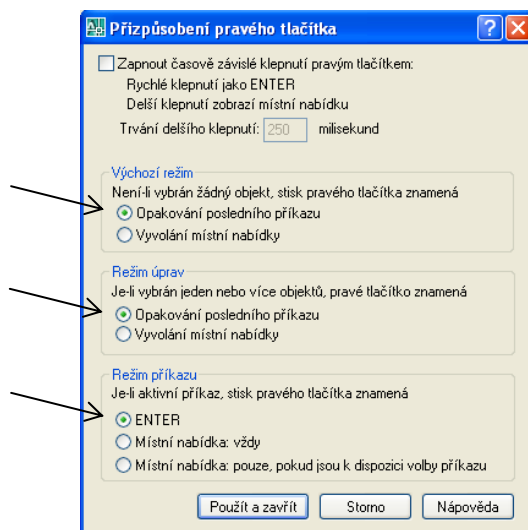 Přizpůsobení pravého tlačítka
Zapnout časově závislé klepnutí pravým tlačítkem:
Rychlé klepnutí jako ENTER
Delší klepnutí zobrazí místní nabídku
Trvání delšího klepnutí: 250 milisekund
Výchozí režim
Není-li vybrán žádný objekt, stisk pravého tlačítka znamená
Opakování posledního příkazu
Vyvolání místní nabídky
Režim úprav
Je-li vybrán jeden nebo více objektů, pravé tlačítko znamená
Opakování posledního příkazu
Vyvolání místní nabídky
Režim příkazu
Je-li aktivní příkaz, stisk pravého tlačítka znamená
ENTER
Místní nabídka: vždy
Místní nabídka: pouze, pokud jsou k dispozici volby příkazu
Použít a zavřít Storno Nápověda